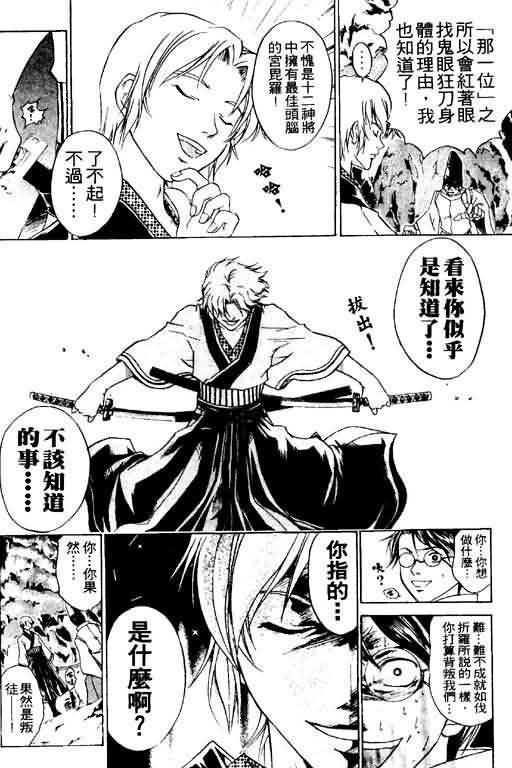 「那一位」之
所以會紅著眼
找鬼眼狂刀身
體的理由，我
也知道了！
不愧是十二神將
中擁有最佳頭腦
的宮毘羅！
哈哈！
了不起！
不過……
看來你似乎
是知道了……
拔出！
不該知道
的事……
你…你想
做什麼…
咦？
難…難不成就如伐
折羅所說的一樣，
你打算背叛我們…
你指的…
是什麼啊？
你…你果
然……
果然是叛
徒—！